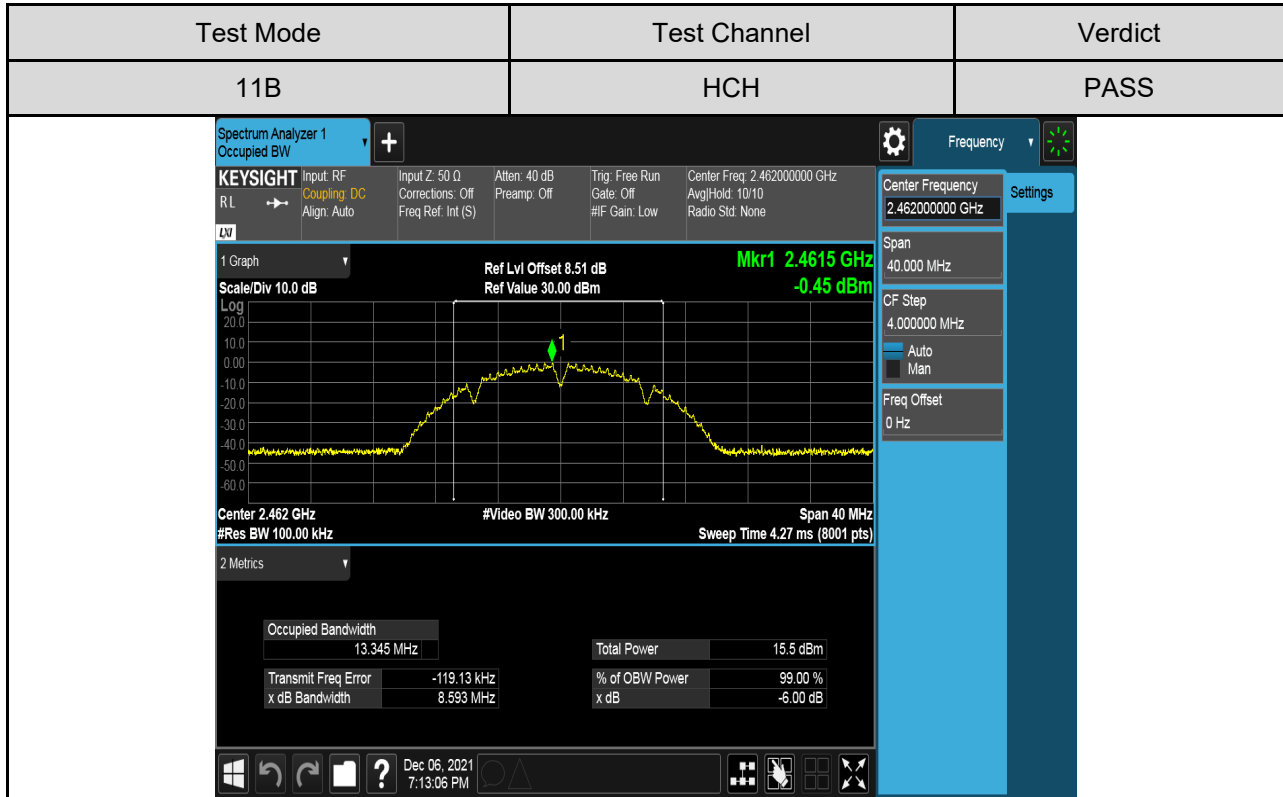 Test Mode Test Channel Verdict
11B HCH PASS
Spectrum Analyzer 1
Occupied BW
+
Frequency
KEYSIGHT
RL
LXI
Input: RF
Coupling: DC
Align: Auto
Input Z: 50 Ω
Corrections: Off
Freq Ref: Int (S)
Atten: 40 dB
Preamp: Off
Trig: Free Run
Gate: Off
#IF Gain: Low
Center Freq: 2.462000000 GHz
Avg|Hold: 10/10
Radio Std: None
Center Frequency
2.462000000 GHz
Settings
Span
40.000 MHz
CF Step
4.000000 MHz
Auto
Man
Freq Offset
0 Hz
1 Graph
Scale/Div 10.0 dB
Ref Lvl Offset 8.51 dB
Ref Value 30.00 dBm
Mkr1 2.4615 GHz
-0.45 dBm
Log
20.0
10.0
0.00
-10.0
-20.0
-30.0
-40.0
-50.0
-60.0
1
Center 2.462 GHz #Video BW 300.00 kHz Span 40 MHz
#Res BW 100.00 kHz Sweep Time 4.27 ms (8001 pts)
2 Metrics
Occupied Bandwidth
13.345 MHz
Total Power 15.5 dBm
Transmit Freq Error -119.13 kHz % of OBW Power 99.00 %
x dB Bandwidth 8.593 MHz x dB -6.00 dB
?
Dec 06, 2021
7:13:06 PM